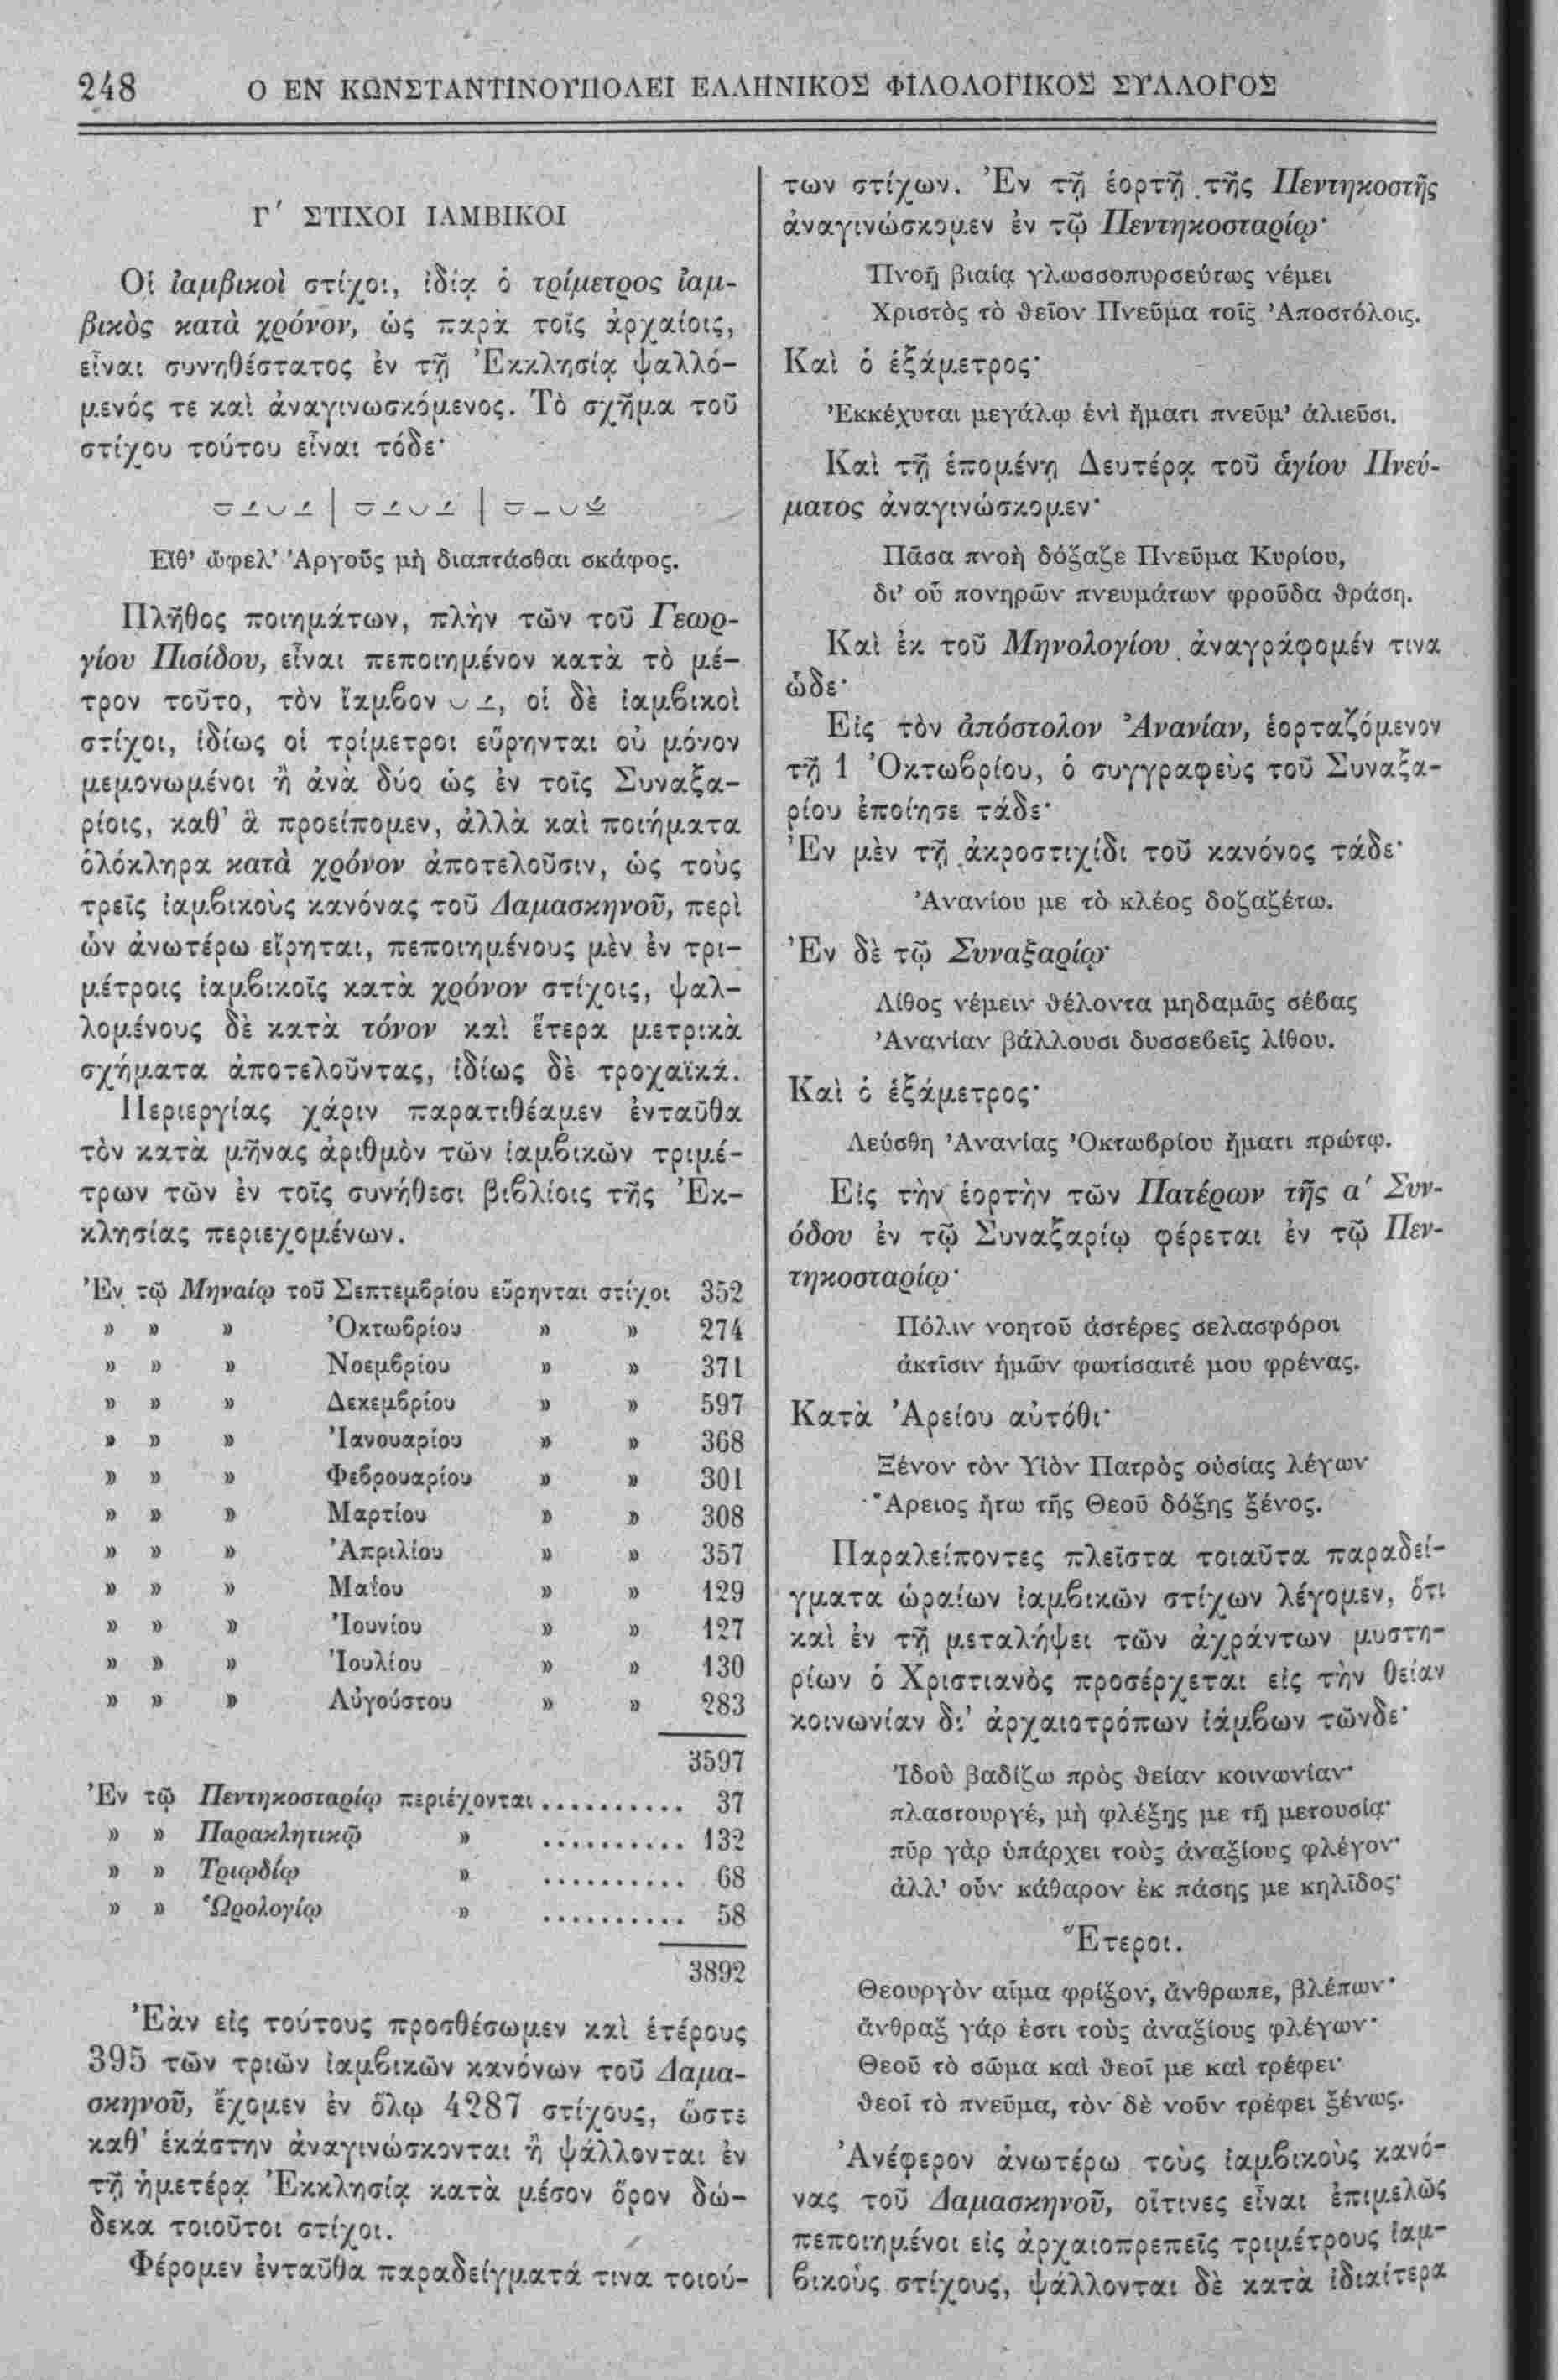 248 Ο ΕΝ ΚΩΝΣΤΑΝΤΙΝΟΥΠΟΛΕΙ ΕΛΛΗΝΙΚΟΣ ΦΙΛΟΛΟΓΙΚΟΣ ΣΥΛΛΟΓΟΣ
Γʹ ΣΤΙΧΟΙ ΙΑΜΒΙΚΟΙ
Οἱ ἰαμβικοὶ στίχοι, ἰδίᾳ ὁ τρίμετρος ἰαμ-
βικὸς κατὰ χρόνον, ὡς παρὰ τοῖς ἀρχαίοις,
εἶναι συνηθέστατος ἐν τῇ Ἐκκλησίᾳ ψαλλό-
μενός τε καὶ ἀναγινωσκόμενος. Τὸ σχῆμα τοῦ
στίχου τούτου εἶναι τόδε·
Εἴθ’ ὤφελ’ Ἀργοῦς μὴ διαπτάσθαι σκάφος.
Πλῆθος ποιημάτων, πλὴν τῶν τοῦ Γεωρ-
γίου Πισίδου, εἶναι πεποιημένον κατὰ τὸ μέ-
τρον τοῦτο, τὸν ἴαμβον ⏑ –́, οἱ δὲ ἰαμβικοὶ
στίχοι, ἰδίως οἱ τρίμετροι εὕρηνται οὐ μόνον
μεμονωμένοι ἢ ἀνὰ δύο ὡς ἐν τοῖς Συναξα-
ρίοις, καθ’ ἃ προείπομεν, ἀλλὰ καὶ ποιήματα
ὁλόκληρα κατὰ χρόνον ἀποτελοῦσιν, ὡς τοὺς
τρεῖς ἰαμβικοὺς κανόνας τοῦ Δαμασκηνοῦ, περὶ
ὧν ἀνωτέρω εἴρηται, πεποιημένους μὲν ἐν τρι-
μέτροις ἰαμβικοῖς κατὰ χρόνον στίχοις, ψαλ-
λομένους δὲ κατὰ τόνον καὶ ἕτερα μετρικὰ
σχήματα ἀποτελοῦντας, ἰδίως δὲ τροχαϊκά.
Περιεργίας χάριν παρατιθέαμεν ἐνταῦθα
τὸν κατὰ μῆνας ἀριθμὸν τῶν ἰαμβικῶν τριμέ-
τρων τῶν ἐν τοῖς συνήθεσι βιβλίοις τῆς Ἐκ-
κλησίας περιεχομένων.
Ἐν τῷ Μηναίῳ τοῦ Σεπτεμβρίου εὕρηνται στίχοι 352
» » » Ὀκτωβρίου » » 274
» » » Νοεμβρίου » » 371
» » » Δεκεμβρίου » » 597
» » » Ἰανουαρίου » » 368
» » » Φεβρουαρίου » » 301
» » » Μαρτίου » » 308
» » » Ἀπριλίου » » 357
» » » Μαΐου » » 129
» » » Ἰουνίου » » 127
» » » Ἰουλίου » » 130
» » » Αὐγούστου » » 283
3597
Ἐν τῷ Πεντηκοσταρίῳ περιέχονται .......... 37
» » Παρακλητικῷ » .......... 132
» » Τριῳδίῳ » .......... 68
» » Ὡρολογίῳ » .......... 58
3892
Ἐὰν εἰς τούτους προσθέσωμεν καὶ ἑτέρους
395 τῶν τριῶν ἰαμβικῶν κανόνων τοῦ Δαμα-
σκηνοῦ, ἔχομεν ἐν ὅλῳ 4287 στίχους, ὥστε
καθ’ ἑκάστην ἀναγινώσκονται ἢ ψάλλονται ἐν
τῇ ἡμετέρᾳ Ἐκκλησίᾳ κατὰ μέσον ὅρον δώ-
δεκα τοιοῦτοι στίχοι.
Φέρομεν ἐνταῦθα παραδείγματά τινα τοιού-
των στίχων. Ἐν τῇ ἑορτῇ τῆς Πεντηκοστῆς
ἀναγινώσκομεν ἐν τῷ Πεντηκοσταρίῳ·
Πνοῇ βιαίᾳ γλωσσοπυρσεύτως νέμει
Χριστὸς τὸ θεῖον Πνεῦμα τοῖς Ἀποστόλοις.
Καὶ ὁ ἑξάμετρος·
Ἐκκέχυται μεγάλῳ ἑνὶ ἤματι πνεῦμ’ ἁλιεῦσι.
Καὶ τῇ ἑπομένῃ Δευτέρᾳ τοῦ ἁγίου Πνεύ-
ματος ἀναγινώσκομεν·
Πᾶσα πνοὴ δόξαζε Πνεῦμα Κυρίου,
δι’ οὗ πονηρῶν πνευμάτων φροῦδα θράση.
Καὶ ἐκ τοῦ Μηνολογίου ἀναγράφομέν τινα
ὧδε·
Εἰς τὸν ἀπόστολον Ἀνανίαν, ἑορταζόμενον
τῇ 1 Ὀκτωβρίου, ὁ συγγραφεὺς τοῦ Συναξα-
ρίου ἐποίησε τάδε·
Ἐν μὲν τῇ ἀκροστιχίδι τοῦ κανόνος τάδε·
Ἀνανίου με τὸ κλέος δοξαζέτω.
Ἐν δὲ τῷ Συναξαρίῳ·
Λίθος νέμειν θέλοντα μηδαμῶς σέβας
Ἀνανίαν βάλλουσι δυσσεβεῖς λίθου.
Καὶ ὁ ἑξάμετρος·
Λεύσθη Ἀνανίας Ὀκτωβρίου ἤματι πρώτῳ.
Εἰς τὴν ἑορτὴν τῶν Πατέρων τῆς αʹ Συν-
όδου ἐν τῷ Συναξαρίῳ φέρεται ἐν τῷ Πεν-
τηκοσταρίῳ·
Πόλιν νοητοῦ ἀστέρες σελασφόροι
ἀκτῖσιν ἡμῶν φωτίσαιτέ μου φρένας.
Κατὰ Ἀρείου αὐτόθι·
Ξένον τὸν Υἱὸν Πατρὸς οὐσίας λέγων
Ἄρειος ἤτω τῆς Θεοῦ δόξης ξένος.
Παραλείποντες πλεῖστα τοιαῦτα παραδεί-
γματα ὡραίων ἰαμβικῶν στίχων λέγομεν, ὅτι
καὶ ἐν τῇ μεταλήψει τῶν ἀχράντων μυστη-
ρίων ὁ Χριστιανὸς προσέρχεται εἰς τὴν θείαν
κοινωνίαν δι’ ἀρχαιοτρόπων ἰάμβων τῶνδε·
Ἰδοὺ βαδίζω πρὸς θείαν κοινωνίαν·
πλαστουργέ, μὴ φλέξῃς με τῇ μετουσίᾳ·
πῦρ γὰρ ὑπάρχει τοὺς ἀναξίους φλέγον·
ἀλλ’ οὖν κάθαρον ἐκ πάσης με κηλῖδος·
Ἕτεροι.
Θεουργὸν αἷμα φρίξον, ἄνθρωπε, βλέπων·
ἄνθραξ γάρ ἐστι τοὺς ἀναξίους φλέγων·
Θεοῦ τὸ σῶμα καὶ θεοῖ με καὶ τρέφει·
θεοῖ τὸ πνεῦμα, τὸν δὲ νοῦν τρέφει ξένως.
Ἀνέφερον ἀνωτέρω τοὺς ἰαμβικοὺς κανό-
νας τοῦ Δαμασκηνοῦ, οἵτινες εἶναι ἐπιμελῶς
πεποιημένοι εἰς ἀρχαιοπρεπεῖς τριμέτρους ἰαμ-
βικοὺς στίχους, ψάλλονται δὲ κατὰ ἰδιαίτερα